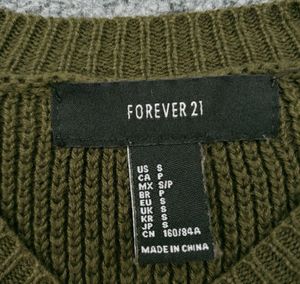 FOREVER 21
US S
CA P
MX S/P
BR P
EU S
UK S
KR S
JP S
CN 160/84A
MADE IN CHINA